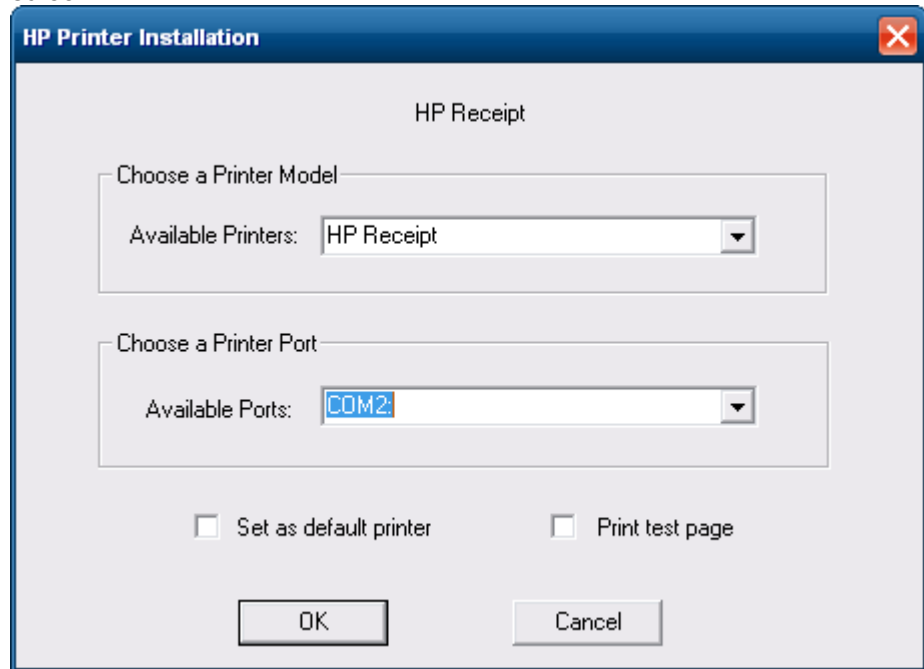 HP Printer Installation
HP Receipt
Choose a Printer Model
Available Printers: HP Receipt
Choose a Printer Port
Available Ports: COM2:
Set as default printer Print test page
OK Cancel